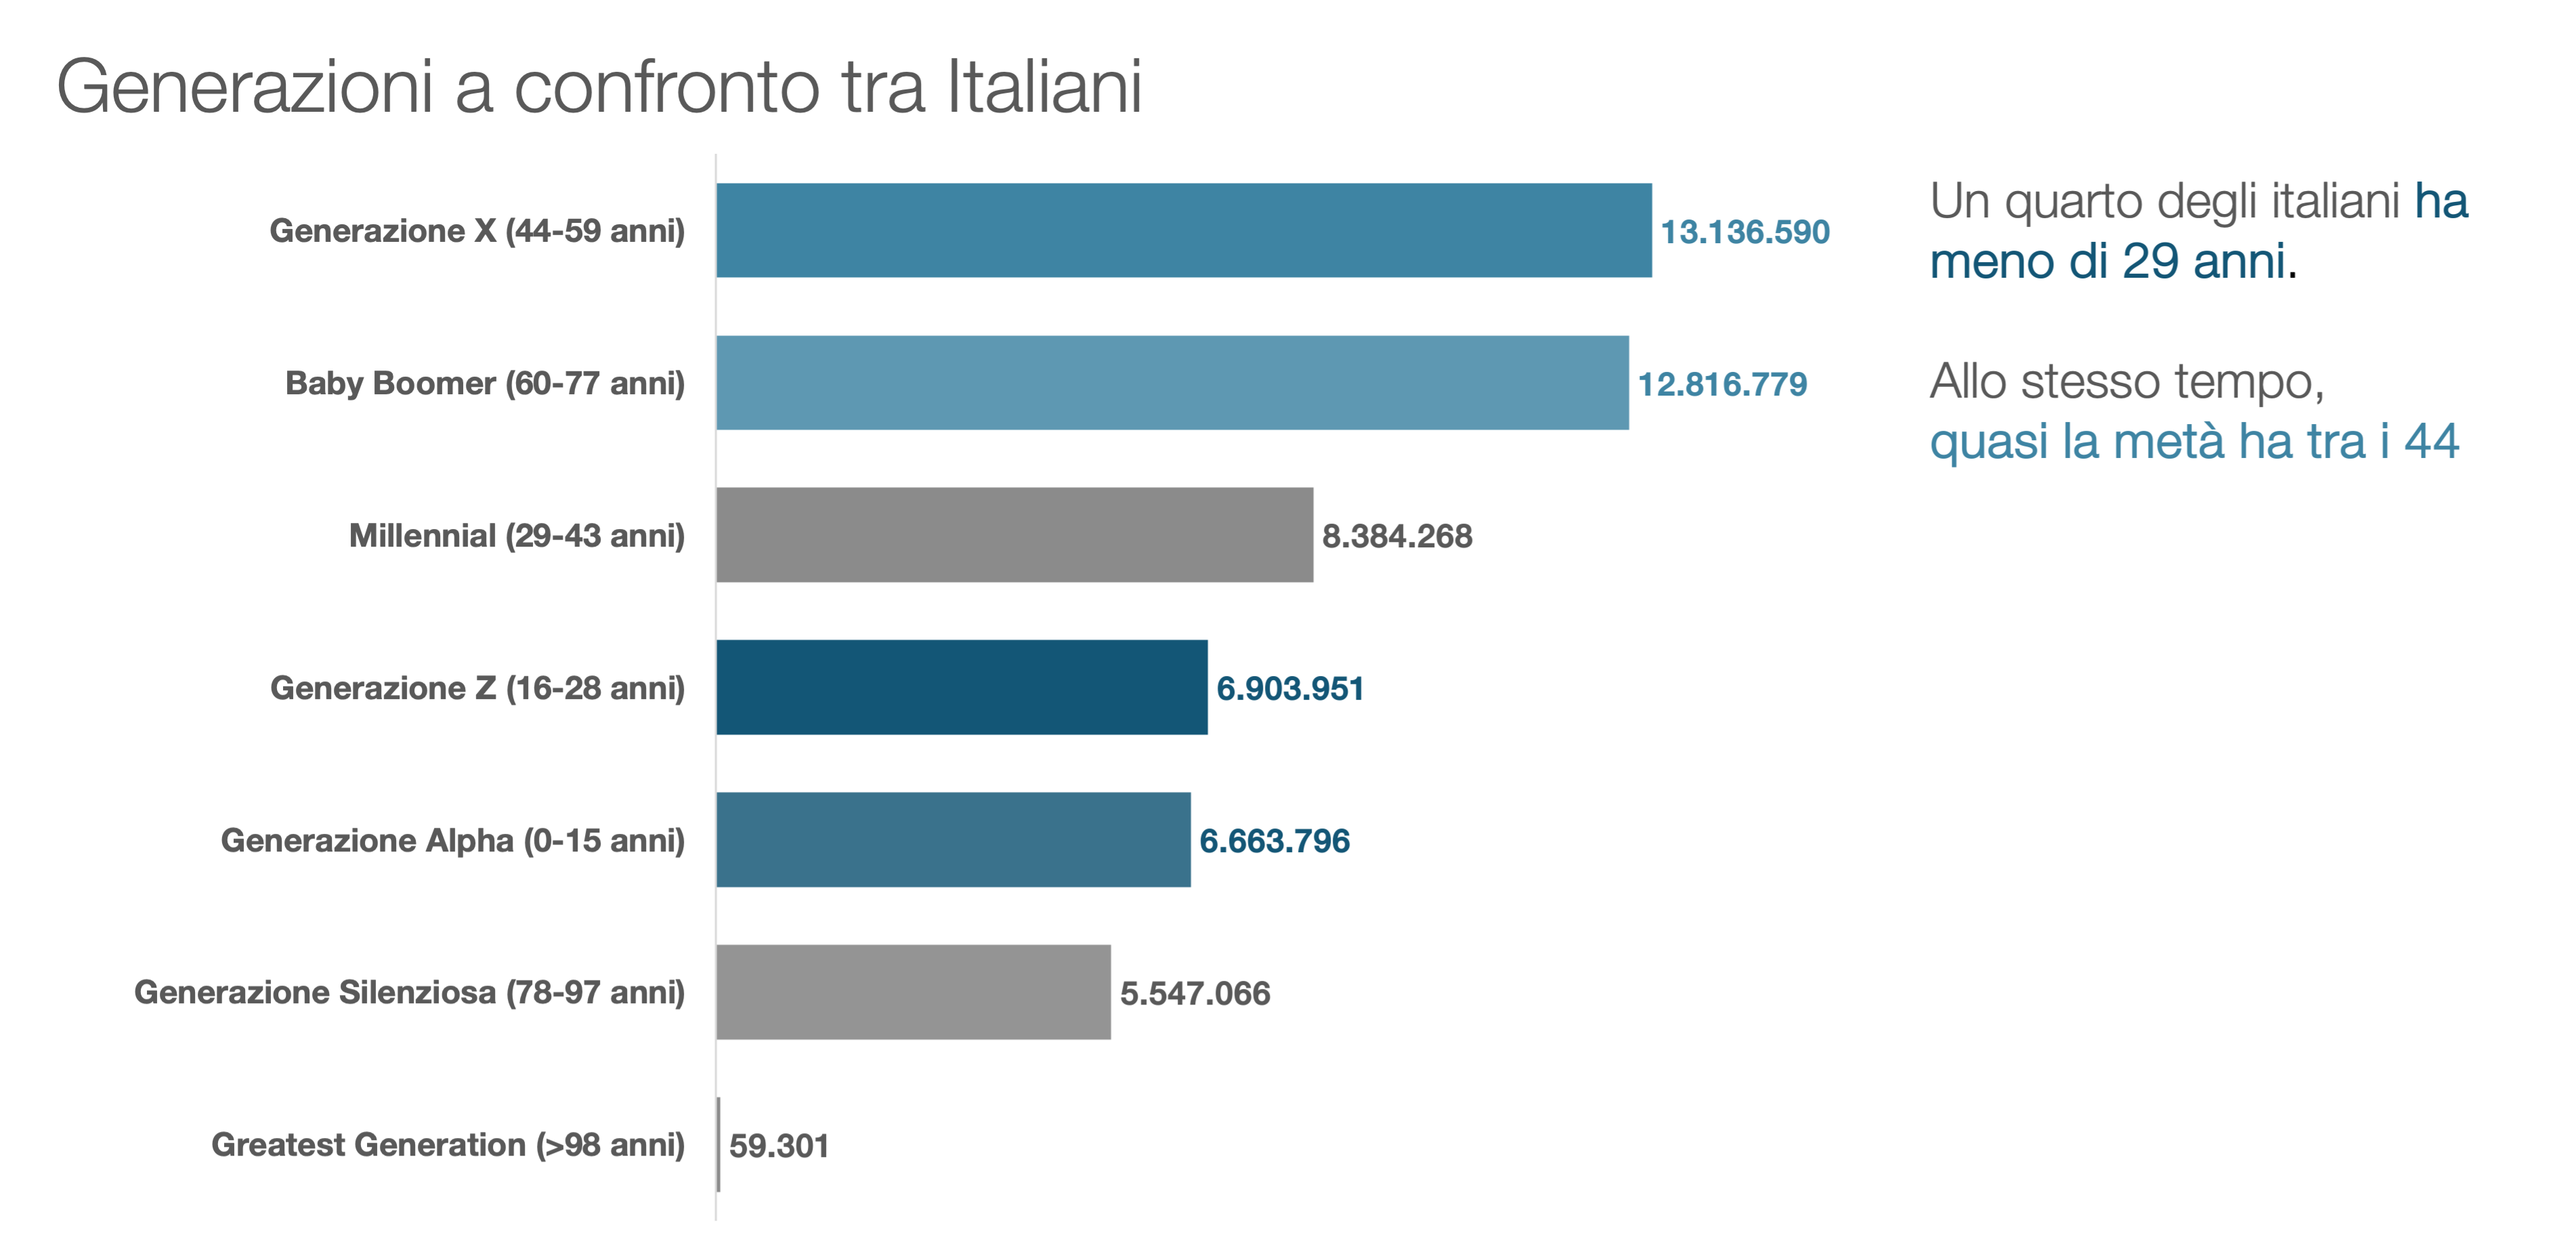 Generazioni a confronto tra Italiani
Generazione X (44-59 anni)
13.136.590
Baby Boomer (60-77 anni)
12.816.779
Millennial (29-43 anni)
8.384.268
Generazione Z (16-28 anni)
6.903.951
Generazione Alpha (0-15 anni)
6.663.796
Generazione Silenziosa (78-97 anni)
5.547.066
Greatest Generation (>98 anni)
59.301
Un quarto degli italiani ha
meno di 29 anni.
Allo stesso tempo,
quasi la metà ha tra i 44